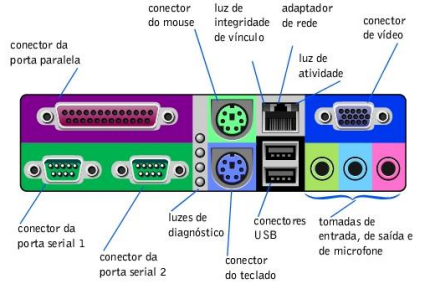 conector
do mouse
luz de
integridade
de vínculo
adaptador
de rede
conector
de vídeo
conector da
porta paralela
luz de
atividade
conector da
porta serial 1
conector da
porta serial 2
luzes de
diagnóstico
conector
do teclado
conectores
USB
tomadas de
entrada, de saída e
de microfone